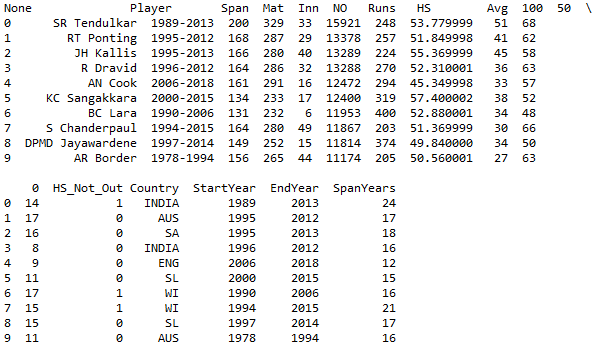 None Player Span Mat Inn NO Runs HS Avg 100 50 \
0 SR Tendulkar 1989-2013 200 329 33 15921 248 53.779999 51 68
1 RT Ponting 1995-2012 168 287 29 13378 257 51.849998 41 62
2 JH Kallis 1995-2013 166 280 40 13289 224 55.369999 45 58
3 R Dravid 1996-2012 164 286 32 13288 270 52.310001 36 63
4 AN Cook 2006-2018 161 291 16 12472 294 45.349998 33 57
5 KC Sangakkara 2000-2015 134 233 17 12400 319 57.400002 38 52
6 BC Lara 1990-2006 131 232 6 11953 400 52.880001 34 48
7 S Chanderpaul 1994-2015 164 280 49 11867 203 51.369999 30 66
8 DPMD Jayawardene 1997-2014 149 252 15 11814 374 49.840000 34 50
9 AR Border 1978-1994 156 265 44 11174 205 50.560001 27 63
0 HS_Not_Out Country StartYear EndYear SpanYears
0 14 1 INDIA 1989 2013 24
1 17 0 AUS 1995 2012 17
2 16 0 SA 1995 2013 18
3 8 0 INDIA 1996 2012 16
4 9 0 ENG 2006 2018 12
5 11 0 SL 2000 2015 15
6 17 1 WI 1990 2006 16
7 15 1 WI 1994 2015 21
8 15 0 SL 1997 2014 17
9 11 0 AUS 1978 1994 16